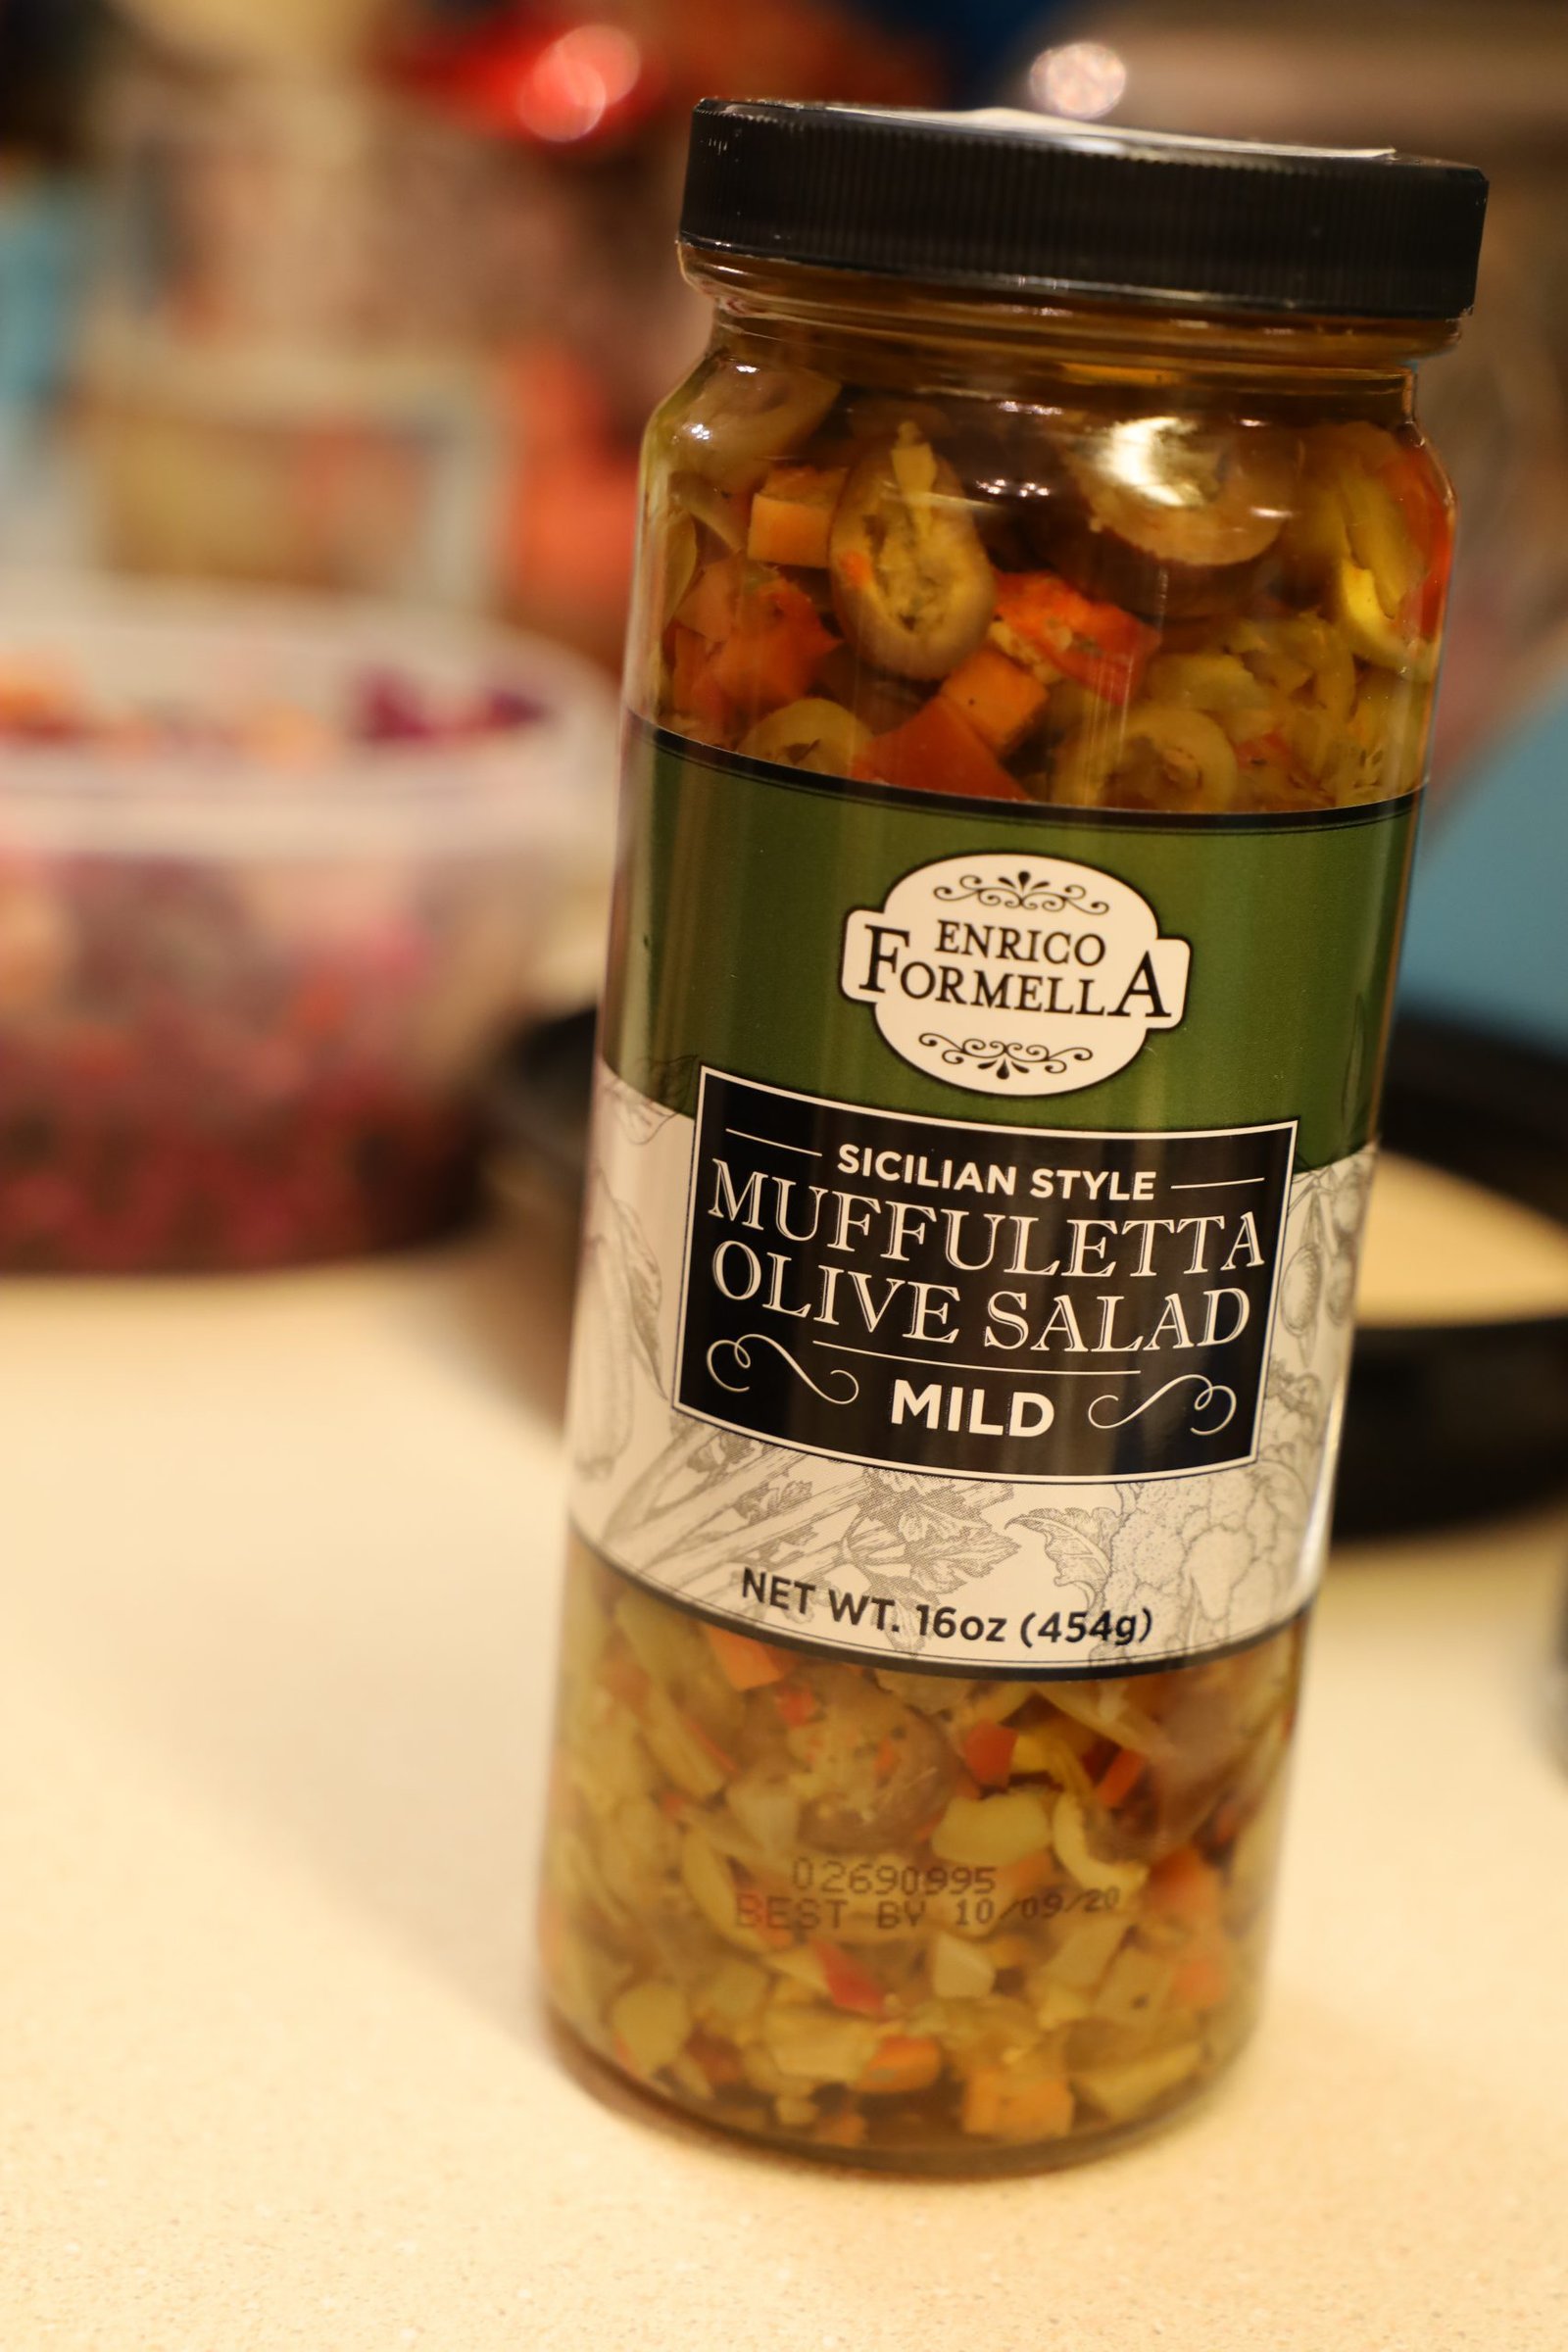 ENRICO
FORMELLA
SICILIAN STYLE
MUFFULETTA
OLIVE SALAD
MILD
NET WT. 16oz (454g)
02690995
BEST BY 10/09/20